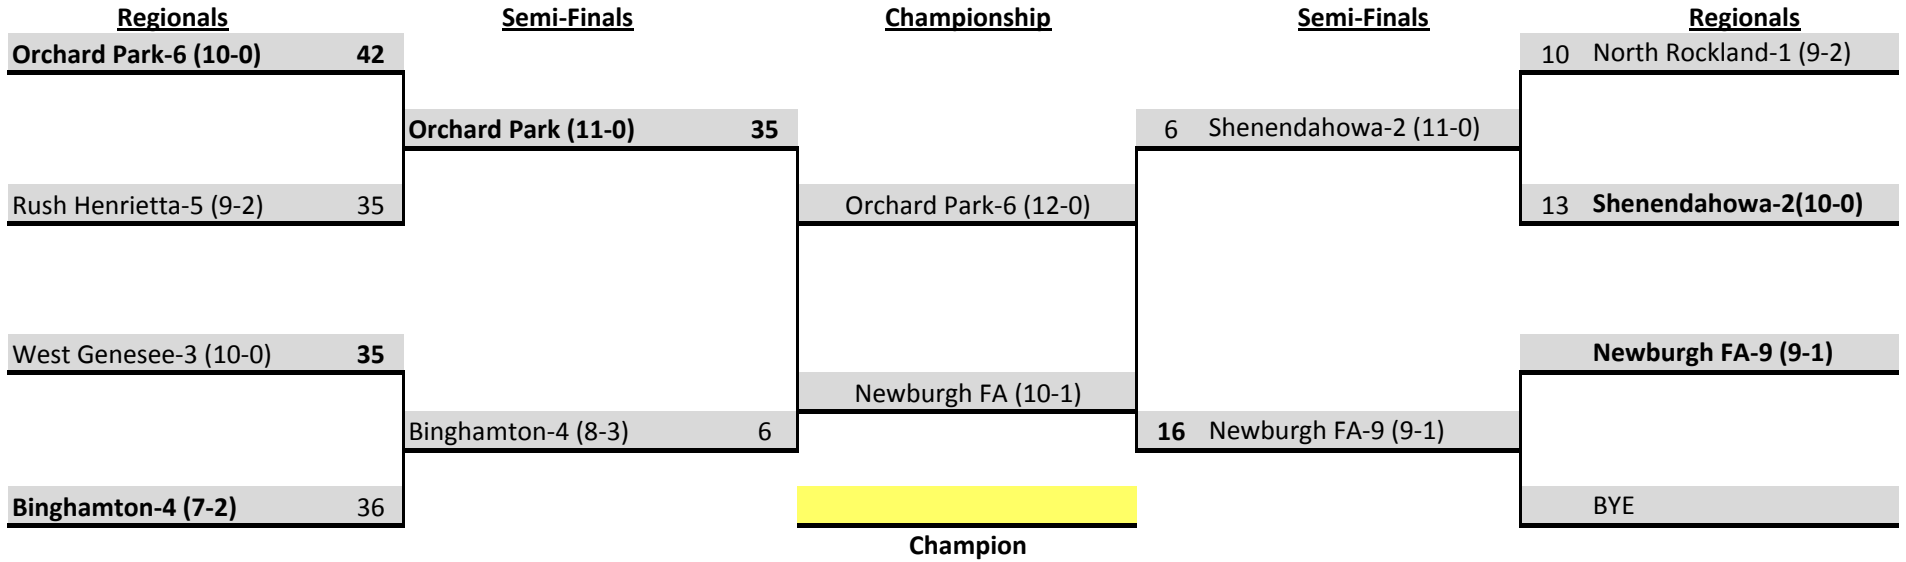 Regionals Semi-Finals Championship Semi-Finals Regionals
Orchard Park-6 (10-0) 42 10 North Rockland-1 (9-2)
Orchard Park (11-0) 35 6 Shenendahowa-2 (11-0)
Rush Henrietta-5 (9-2) 35 Orchard Park-6 (12-0) 13 Shenendahowa-2(10-0)
West Genesee-3 (10-0) 35 Newburgh FA-9 (9-1)
Newburgh FA (10-1)
Binghamton-4 (8-3) 6 16 Newburgh FA-9 (9-1)
Binghamton-4 (7-2) 36 BYE
Champion